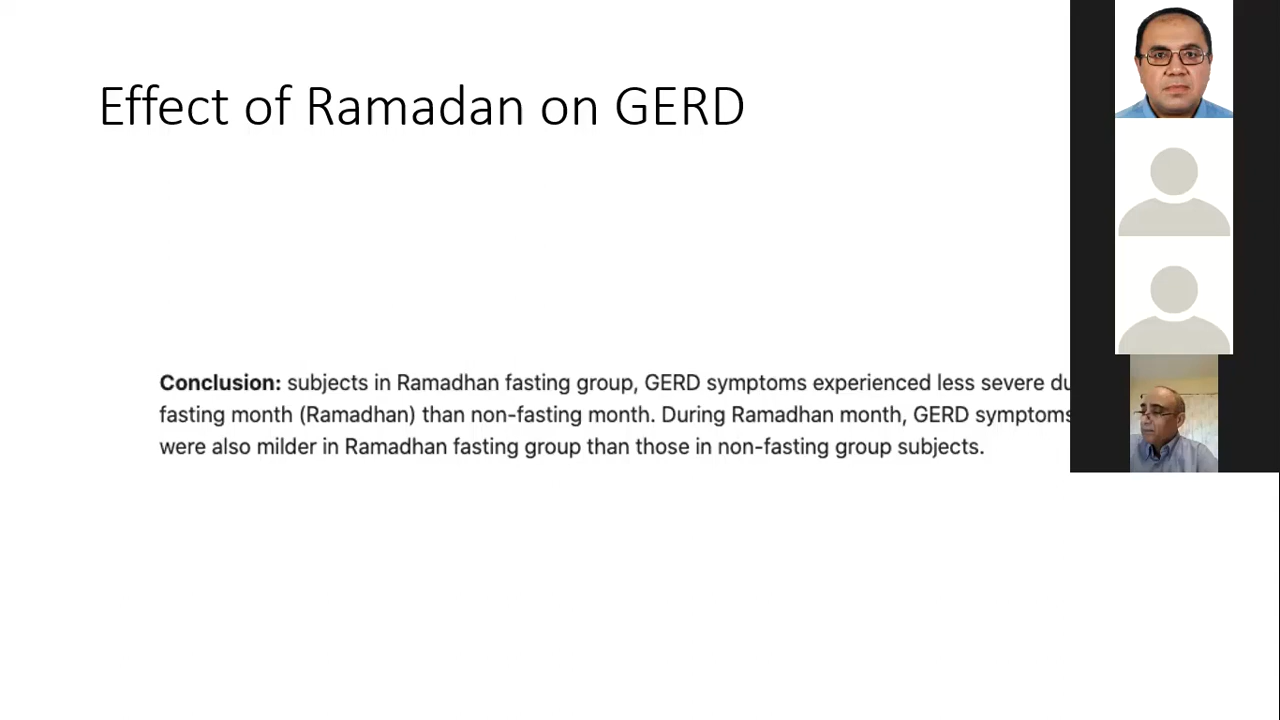 Effect of Ramadan on GERD
Conclusion: subjects in Ramadhan fasting group, GERD symptoms experienced less severe
fasting month (Ramadhan) than non-fasting month. During Ramadhan month, GERD symptoms
were also milder in Ramadhan fasting group than those in non-fasting group subjects.